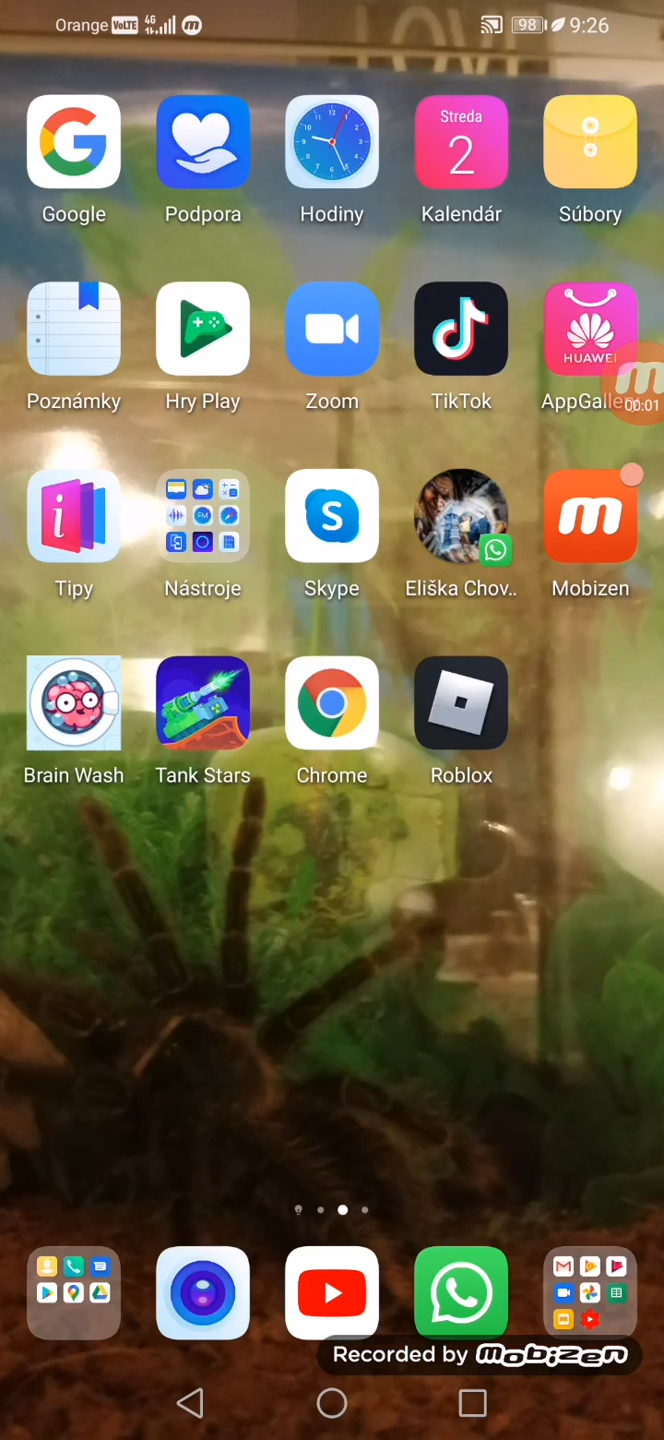 Orange VoLTE 4G 98 9:26
Google
Podpora
Hodiny
Streda
2
Kalendár
Súbory
Poznámky
Hry Play
Zoom
TikTok
HUAWEI
AppGallery
00:01
Tipy
Nástroje
Skype
Eliška Chov..
Mobizen
Brain Wash
Tank Stars
Chrome
Roblox
Recorded by mobizen